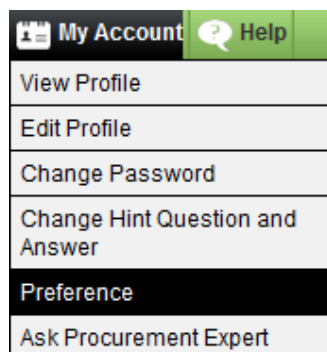 My Account Help
View Profile
Edit Profile
Change Password
Change Hint Question and
Answer
Preference
Ask Procurement Expert